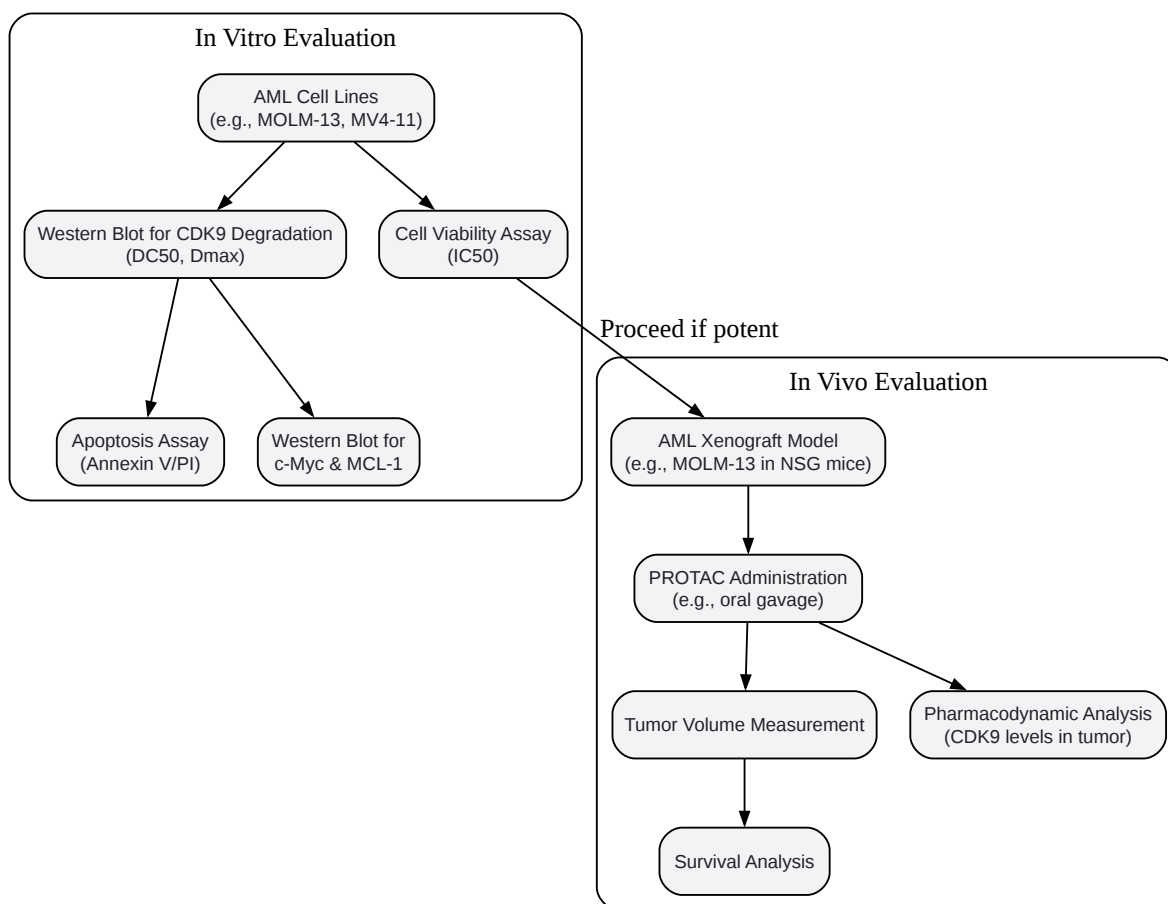 In Vitro Evaluation
AML Cell Lines
(e.g., MOLM-13, MV4-11)
Western Blot for CDK9 Degradation
(DC50, Dmax)
Cell Viability Assay
(IC50)
Proceed if potent
Apoptosis Assay
(Annexin V/PI)
Western Blot for
c-Myc & MCL-1
In Vivo Evaluation
AML Xenograft Model
(e.g., MOLM-13 in NSG mice)
PROTAC Administration
(e.g., oral gavage)
Tumor Volume Measurement
Pharmacodynamic Analysis
(CDK9 levels in tumor)
Survival Analysis